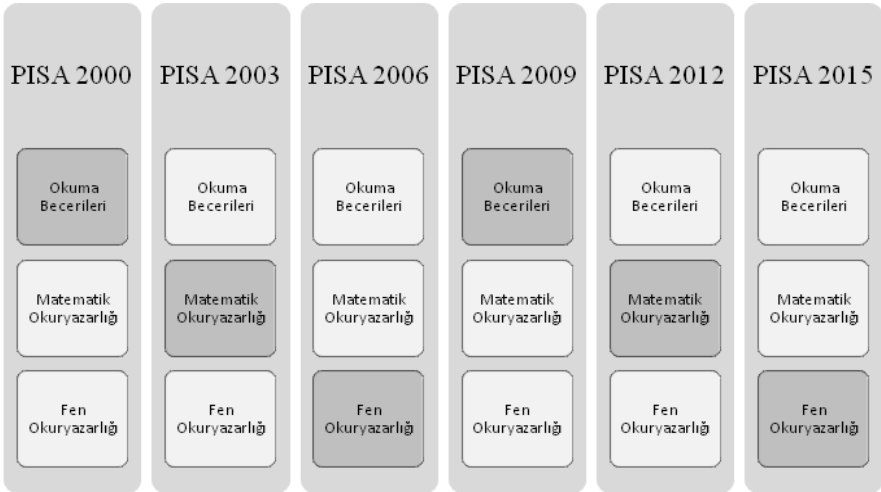 PISA 2000
Okuma
Becerileri
Matematik
Okuryazarlığı
Fen
Okuryazarlığı
PISA 2003
Okuma
Becerileri
Matematik
Okuryazarlığı
Fen
Okuryazarlığı
PISA 2006
Okuma
Becerileri
Matematik
Okuryazarlığı
Fen
Okuryazarlığı
PISA 2009
Okuma
Becerileri
Matematik
Okuryazarlığı
Fen
Okuryazarlığı
PISA 2012
Okuma
Becerileri
Matematik
Okuryazarlığı
Fen
Okuryazarlığı
PISA 2015
Okuma
Becerileri
Matematik
Okuryazarlığı
Fen
Okuryazarlığı